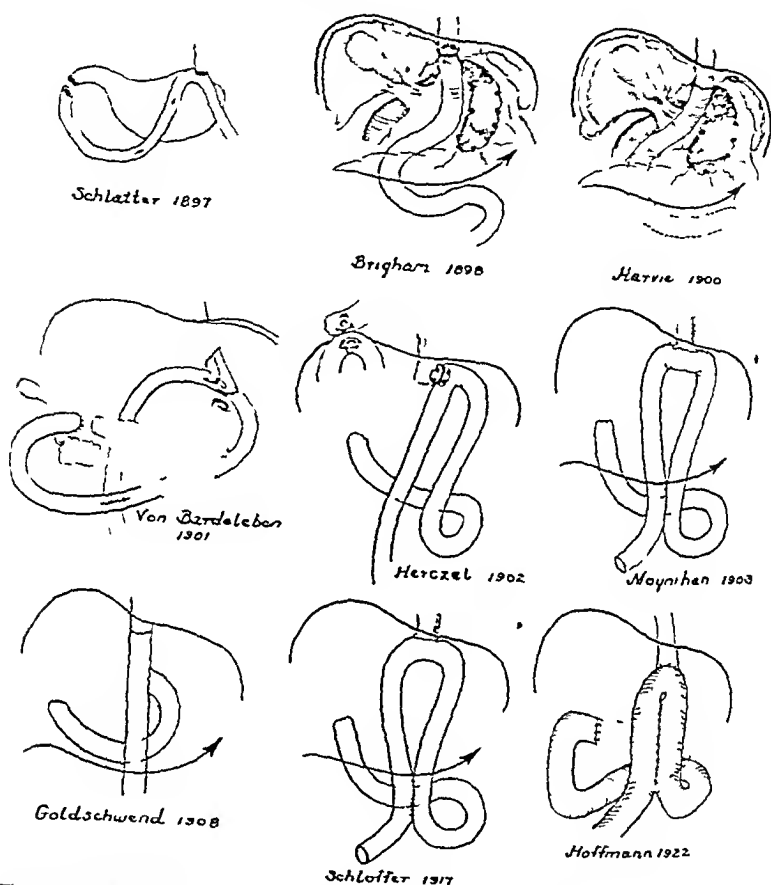 Schlatter 1897
Brigham 1898
Harvie 1900
Von Bardeleben
1901
Herczel 1902
Moynihan 1903
Goldschwend 1908
Schloffer 1917
Hoffmann 1922